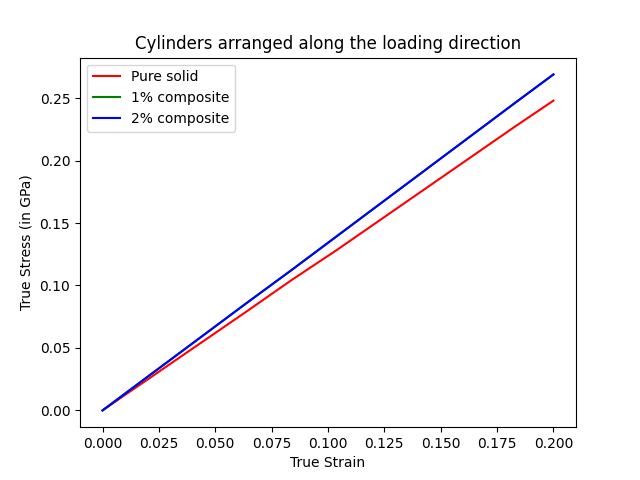 Cylinders arranged along the loading direction
Pure solid
1% composite
2% composite
True Stress (in GPa)
0.25
0.20
0.15
0.10
0.05
0.00
0.000 0.025 0.050 0.075 0.100 0.125 0.150 0.175 0.200
True Strain